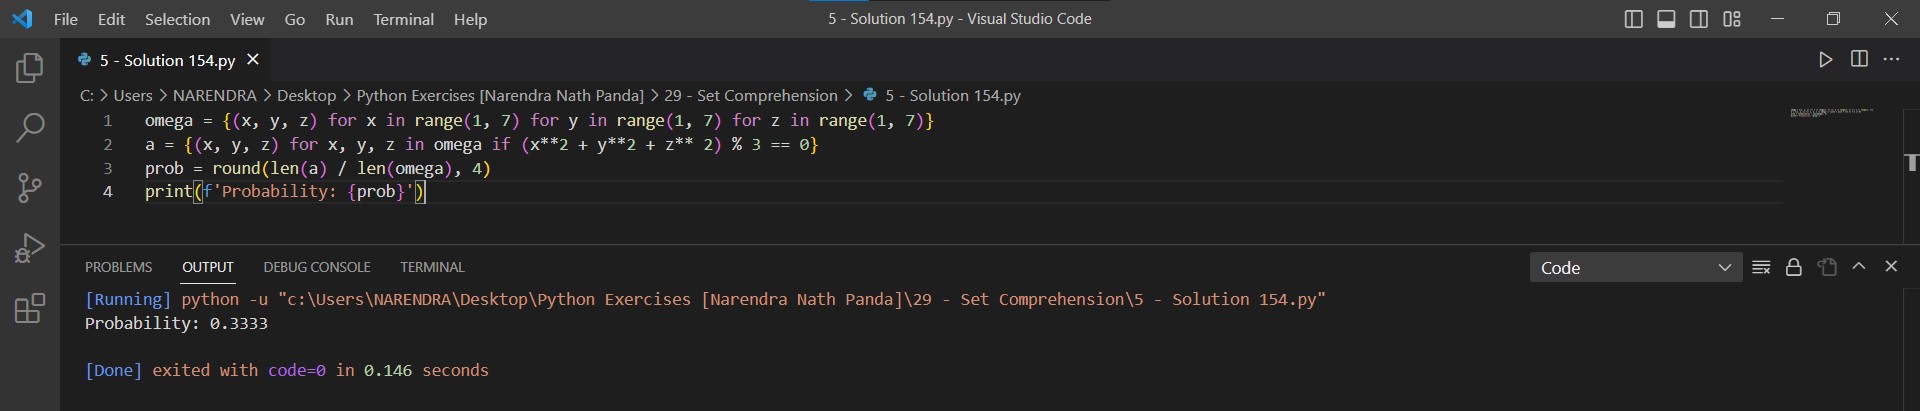 File Edit Selection View Go Run Terminal Help
5 - Solution 154.py - Visual Studio Code
5 - Solution 154.py
C: > Users > NARENDRA > Desktop > Python Exercises [Narendra Nath Panda] > 29 - Set Comprehension > 5 - Solution 154.py
1 omega = {(x, y, z) for x in range(1, 7) for y in range(1, 7) for z in range(1, 7)}
2 a = {(x, y, z) for x, y, z in omega if (x**2 + y**2 + z** 2) % 3 == 0}
3 prob = round(len(a) / len(omega), 4)
4 print(f'Probability: {prob}')
PROBLEMS OUTPUT DEBUG CONSOLE TERMINAL
Code
[Running] python -u "c:\Users\NARENDRA\Desktop\Python Exercises [Narendra Nath Panda]\29 - Set Comprehension\5 - Solution 154.py"
Probability: 0.3333
[Done] exited with code=0 in 0.146 seconds